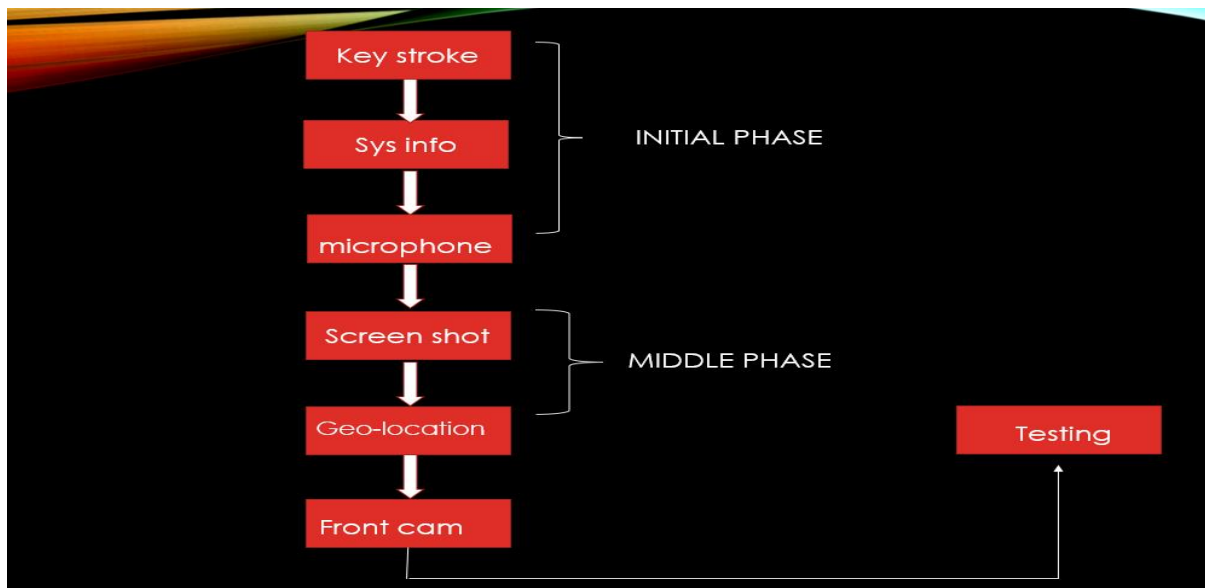 Key stroke
Sys info
INITIAL PHASE
microphone
Screen shot
MIDDLE PHASE
Geo-location
Testing
Front cam